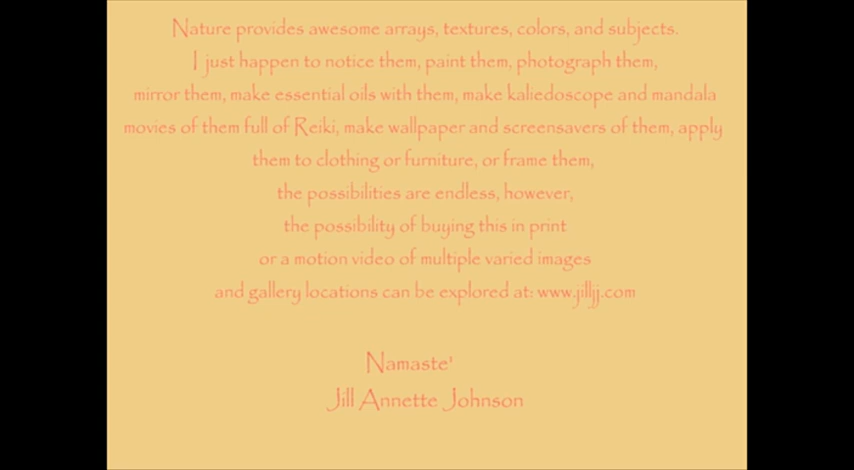 Nature provides awesome arrays, textures, colors, and subjects.
I just happen to notice them, paint them, photograph them,
mirror them, make essential oils with them, make kaliedoscope and mandala
movies of them full of Reiki, make wallpaper and screensavers of them, apply
them to clothing or furniture, or frame them,
the possibilities are endless, however,
the possibility of buying this in print
or a motion video of multiple varied images
and gallery locations can be explored at: www.jilljj.com
Namaste'
Jill Annette Johnson